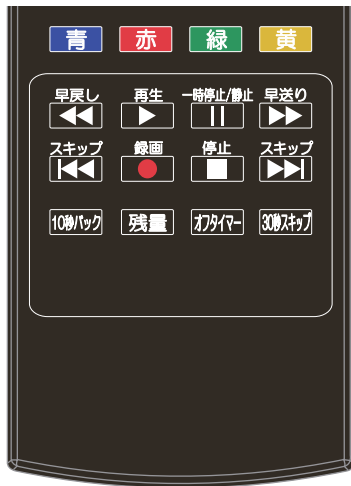 青 赤 緑 黄
早戻し 再生 一時停止/静止 早送り
スキップ 録画 停止 スキップ
10秒バック 残量 オフタイマー 30秒スキップ